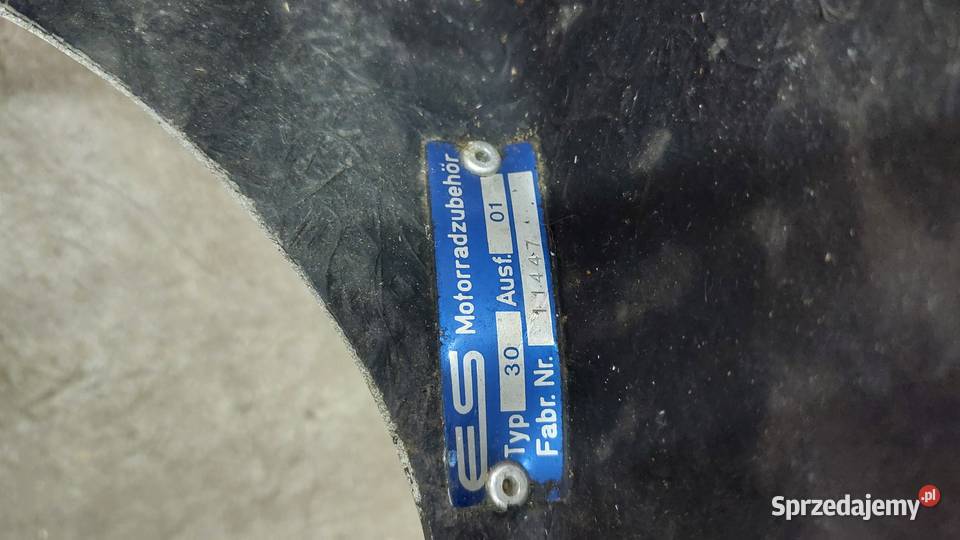 ES Motorradzubehör
Typ 30 Ausf. 01
Fabr. Nr. 11447
Sprzedajemy.pl